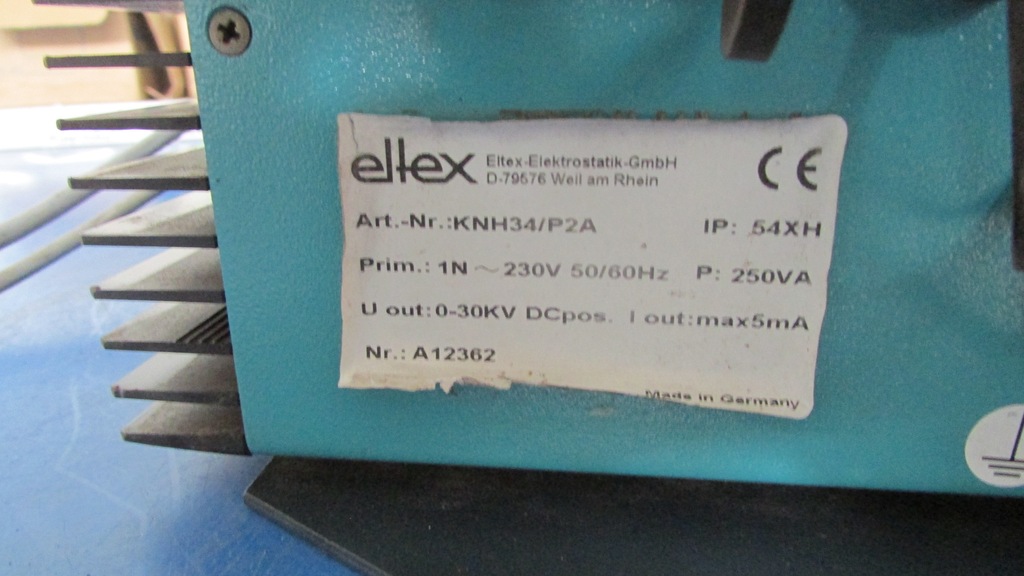 eltex Eltex-Elektrostatik-GmbH
D-79576 Weil am Rhein
CE
Art.-Nr.:KNH34/P2A IP: 54XH
Prim.: 1N ~ 230V 50/60Hz P: 250VA
U out:0-30KV DCpos. I out:max5mA
Nr.: A12362
Made in Germany